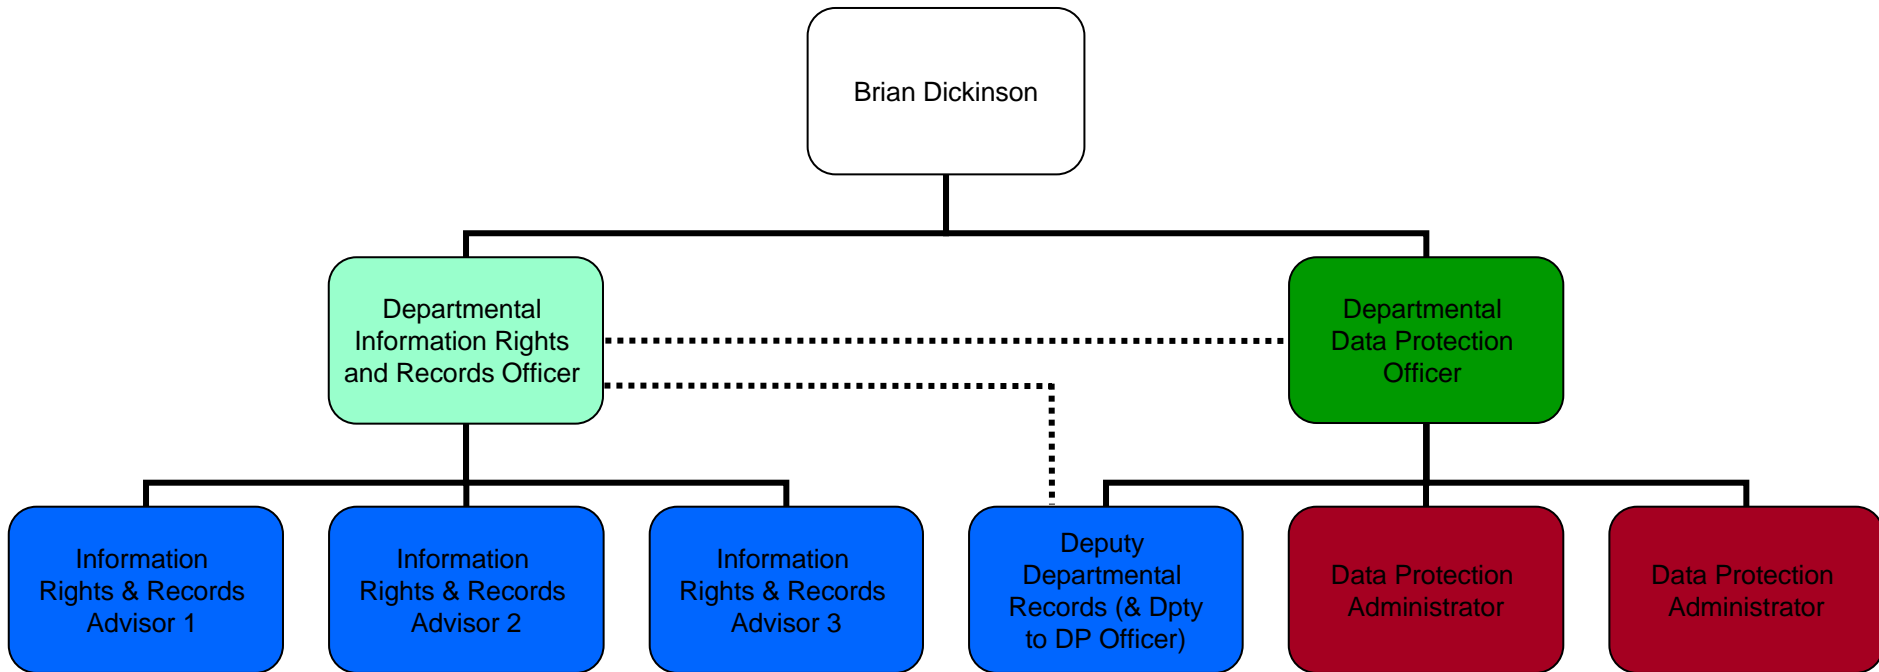 Brian Dickinson
Departmental
Information Rights
and Records Officer
Departmental
Data Protection
Officer
Information
Rights & Records
Advisor 1
Information
Rights & Records
Advisor 2
Information
Rights & Records
Advisor 3
Deputy
Departmental
Records (& Dpty
to DP Officer)
Data Protection
Administrator
Data Protection
Administrator